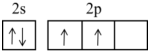 2s 2p
↑↓ ↑ ↑